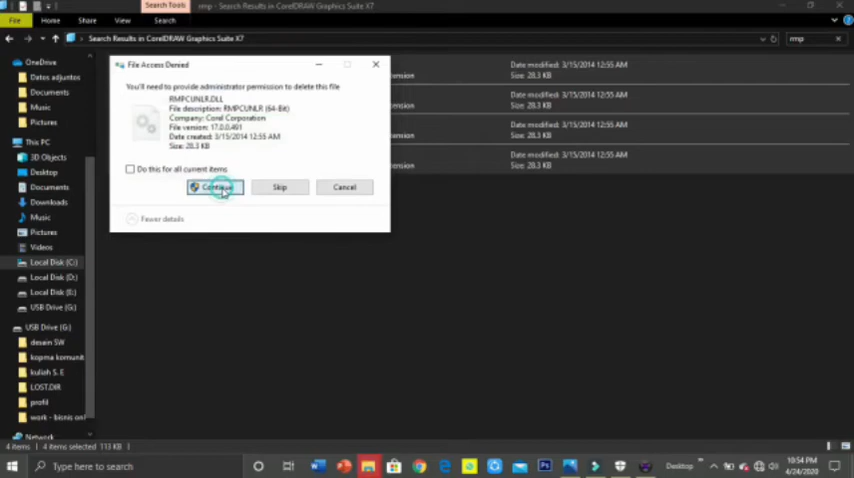 Search Tools
rmp - Search Results in CorelDRAW Graphics Suite X7
File
Home
Share
View
Search
Search Results in CorelDRAW Graphics Suite X7
rmp
OneDrive
Datos adjuntos
Documents
Music
Pictures
This PC
3D Objects
Desktop
Documents
Downloads
Music
Pictures
Videos
Local Disk (C:)
Local Disk (D:)
Local Disk (E:)
USB Drive (G:)
USB Drive (G:)
desain SW
kopma komunit
kuliah S. E
LOST.DIR
profil
work - bisnis onl
Network
File Access Denied
You'll need to provide administrator permission to delete this file
RMPCUNLR.DLL
File description: RMPCUNLR (64-Bit)
Company: Corel Corporation
File version: 17.0.0.491
Date created: 3/15/2014 12:55 AM
Size: 28.3 KB
Do this for all current items
Continue
Skip
Cancel
Fewer details
Date modified: 3/15/2014 12:55 AM
tension
Size: 28.3 KB
Date modified: 3/15/2014 12:55 AM
tension
Size: 28.3 KB
Date modified: 3/15/2014 12:55 AM
tension
Size: 28.3 KB
Date modified: 3/15/2014 12:55 AM
tension
Size: 28.3 KB
4 items
4 items selected 113 KB
Type here to search
Desktop
10:54 PM
4/24/2020